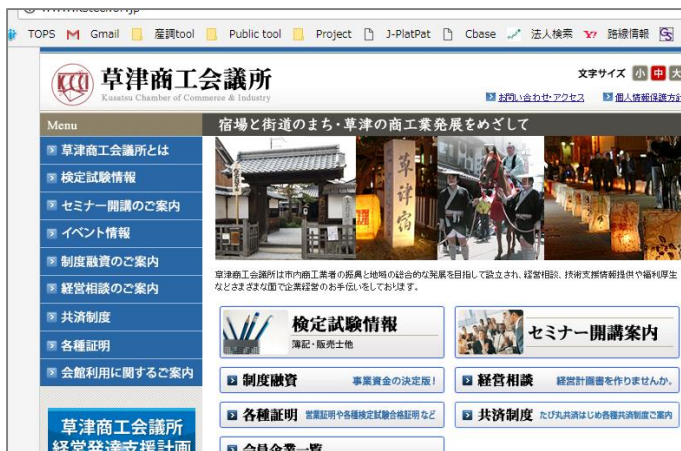 TOPS Gmail 産調tool Public tool Project J-PlatPat Cbase 法人検索 路線情報
草津商工会議所
Kusatsu Chamber of Commerce & Industry
文字サイズ 小 中 大
お問い合わせ・アクセス 個人情報保護方針
Menu
宿場と街道のまち・草津の商工業発展をめざして
草津商工会議所とは
検定試験情報
セミナー開講のご案内
イベント情報
制度融資のご案内
経営相談のご案内
共済制度
各種証明
会館利用に関するご案内
草津宿
草津商工会議所は市内商工業者の振興と地域の総合的な発展を目指して設立され、経営相談、技術支援情報提供や福利厚生
などさまざまな面で企業経営のお手伝いをしております。
検定試験情報
簿記・販売士他
セミナー開講案内
制度融資 事業資金の決定版!
経営相談 経営計画書を作りませんか。
各種証明 営業証明や各種検定試験合格証明など
共済制度 たび丸共済はじめ各種共済制度ご案内
会員企業一覧
草津商工会議所
経営発達支援計画